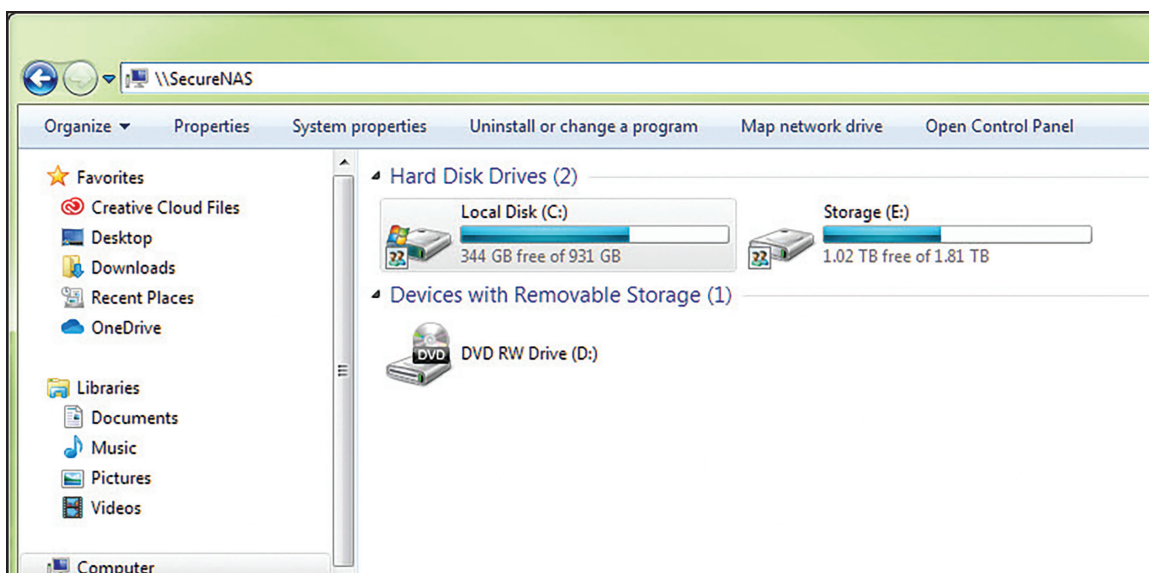 \\SecureNAS
Organize Properties System properties Uninstall or change a program Map network drive Open Control Panel
Favorites
Creative Cloud Files
Desktop
Downloads
Recent Places
OneDrive
Libraries
Documents
Music
Pictures
Videos
Computer
Hard Disk Drives (2)
Local Disk (C:)
344 GB free of 931 GB
Storage (E:)
1.02 TB free of 1.81 TB
Devices with Removable Storage (1)
DVD
DVD RW Drive (D:)